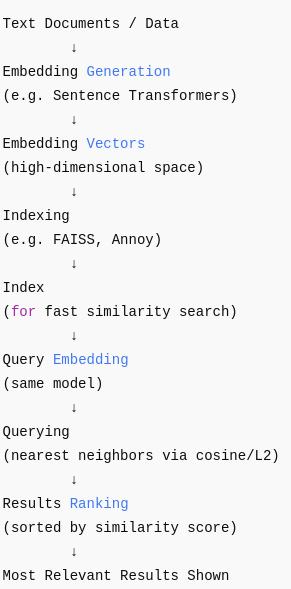 Text Documents / Data
↓
Embedding Generation
(e.g. Sentence Transformers)
↓
Embedding Vectors
(high-dimensional space)
↓
Indexing
(e.g. FAISS, Annoy)
↓
Index
(for fast similarity search)
↓
Query Embedding
(same model)
↓
Querying
(nearest neighbors via cosine/L2)
↓
Results Ranking
(sorted by similarity score)
↓
Most Relevant Results Shown